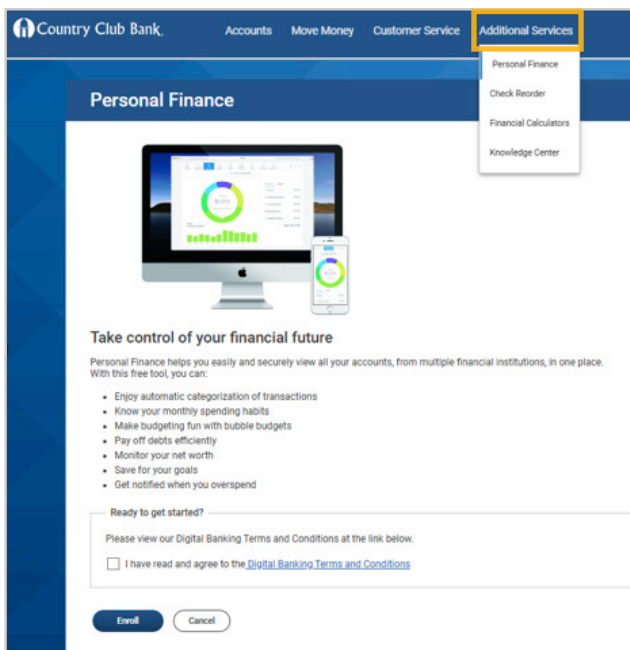 Country Club Bank.
Accounts Move Money Customer Service Additional Services
Personal Finance
Check Reorder
Financial Calculators
Knowledge Center
Personal Finance
Take control of your financial future
Personal Finance helps you easily and securely view all your accounts, from multiple financial institutions, in one place.
With this free tool, you can:
• Enjoy automatic categorization of transactions
• Know your monthly spending habits
• Make budgeting fun with bubble budgets
• Pay off debts efficiently
• Monitor your net worth
• Save for your goals
• Get notified when you overspend
Ready to get started?
Please view our Digital Banking Terms and Conditions at the link below.
I have read and agree to the Digital Banking Terms and Conditions
Enroll Cancel